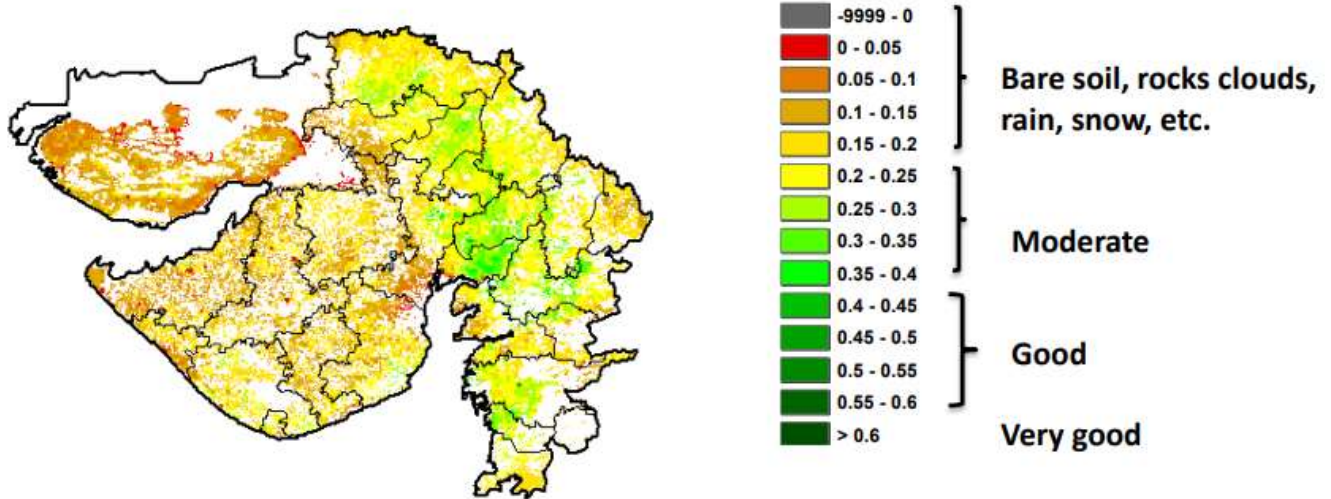 -9999 - 0
0 - 0.05
0.05 - 0.1
0.1 - 0.15
0.15 - 0.2
Bare soil, rocks clouds,
rain, snow, etc.
0.2 - 0.25
0.25 - 0.3
0.3 - 0.35
0.35 - 0.4
Moderate
0.4 - 0.45
0.45 - 0.5
0.5 - 0.55
0.55 - 0.6
Good
> 0.6
Very good